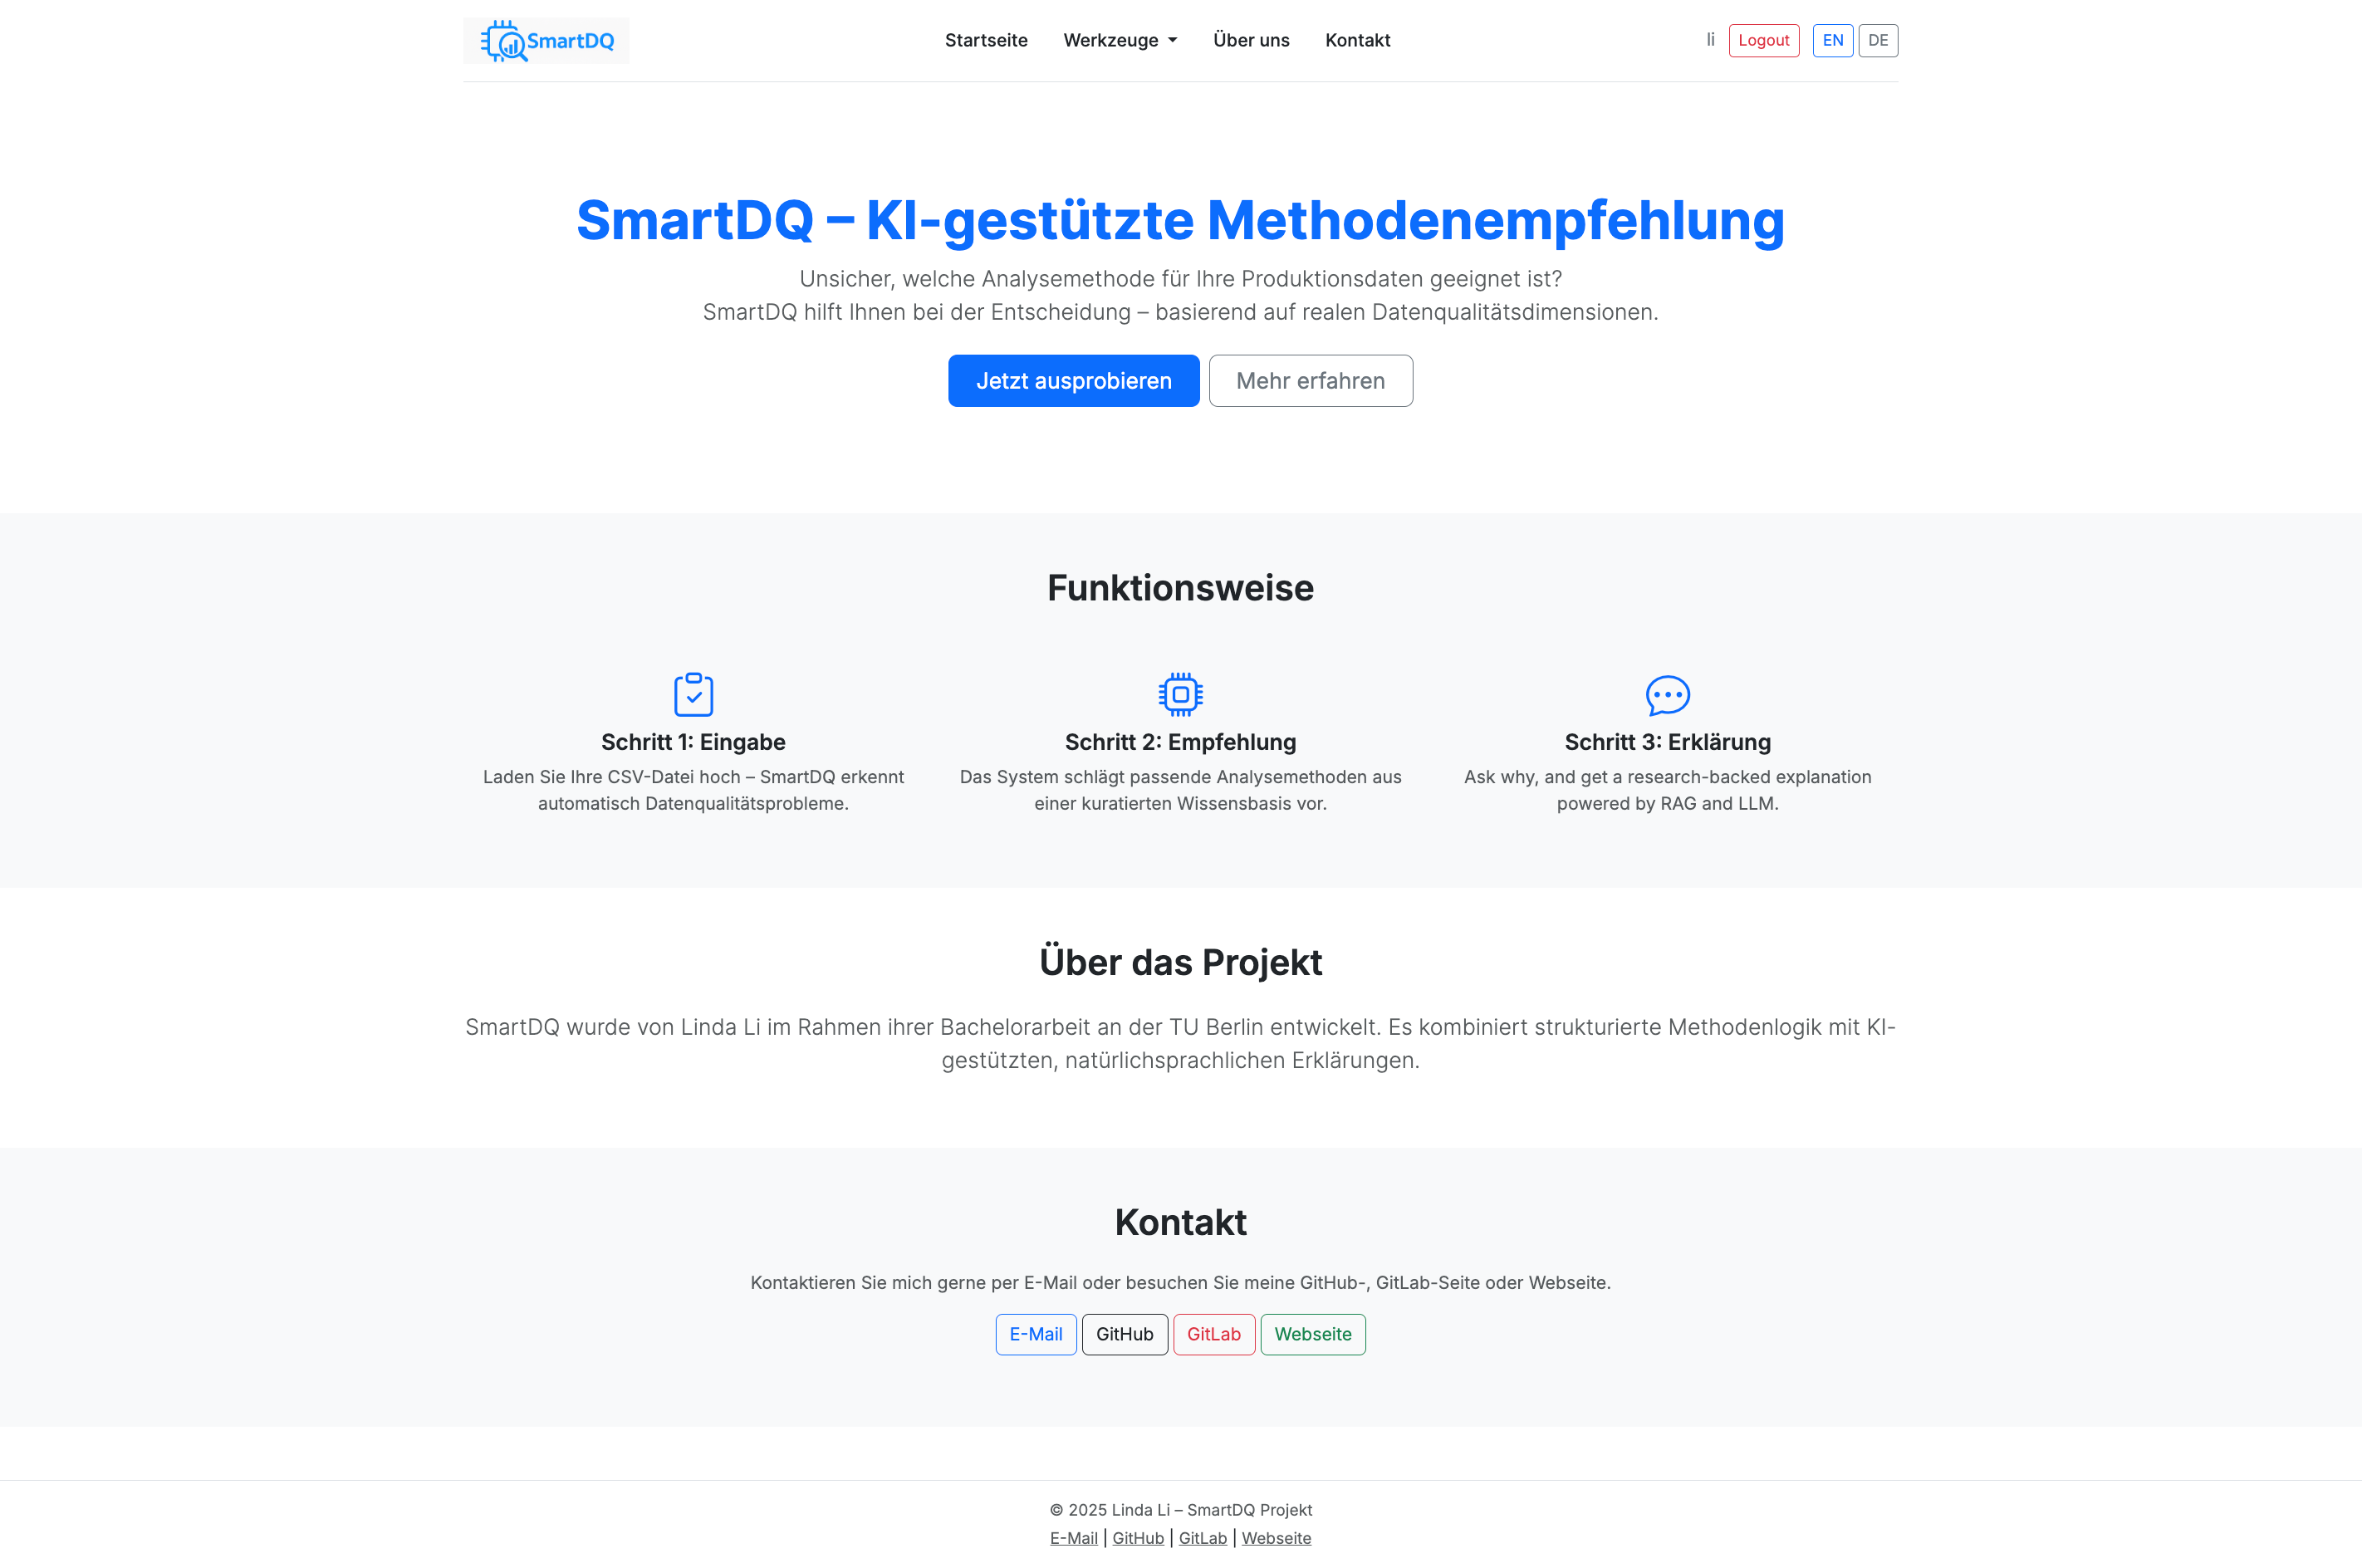 SmartDQ
Startseite Werkzeuge Über uns Kontakt
li Logout EN DE
SmartDQ – KI-gestützte Methodenempfehlung
Unsicher, welche Analysemethode für Ihre Produktionsdaten geeignet ist?
SmartDQ hilft Ihnen bei der Entscheidung – basierend auf realen Datenqualitätsdimensionen.
Jetzt ausprobieren Mehr erfahren
Funktionsweise
Schritt 1: Eingabe
Laden Sie Ihre CSV-Datei hoch – SmartDQ erkennt
automatisch Datenqualitätsprobleme.
Schritt 2: Empfehlung
Das System schlägt passende Analysemethoden aus
einer kuratierten Wissensbasis vor.
Schritt 3: Erklärung
Ask why, and get a research-backed explanation
powered by RAG and LLM.
Über das Projekt
SmartDQ wurde von Linda Li im Rahmen ihrer Bachelorarbeit an der TU Berlin entwickelt. Es kombiniert strukturierte Methodenlogik mit KI-
gestützten, natürlichsprachlichen Erklärungen.
Kontakt
Kontaktieren Sie mich gerne per E-Mail oder besuchen Sie meine GitHub-, GitLab-Seite oder Webseite.
E-Mail GitHub GitLab Webseite
© 2025 Linda Li – SmartDQ Projekt
E-Mail | GitHub | GitLab | Webseite